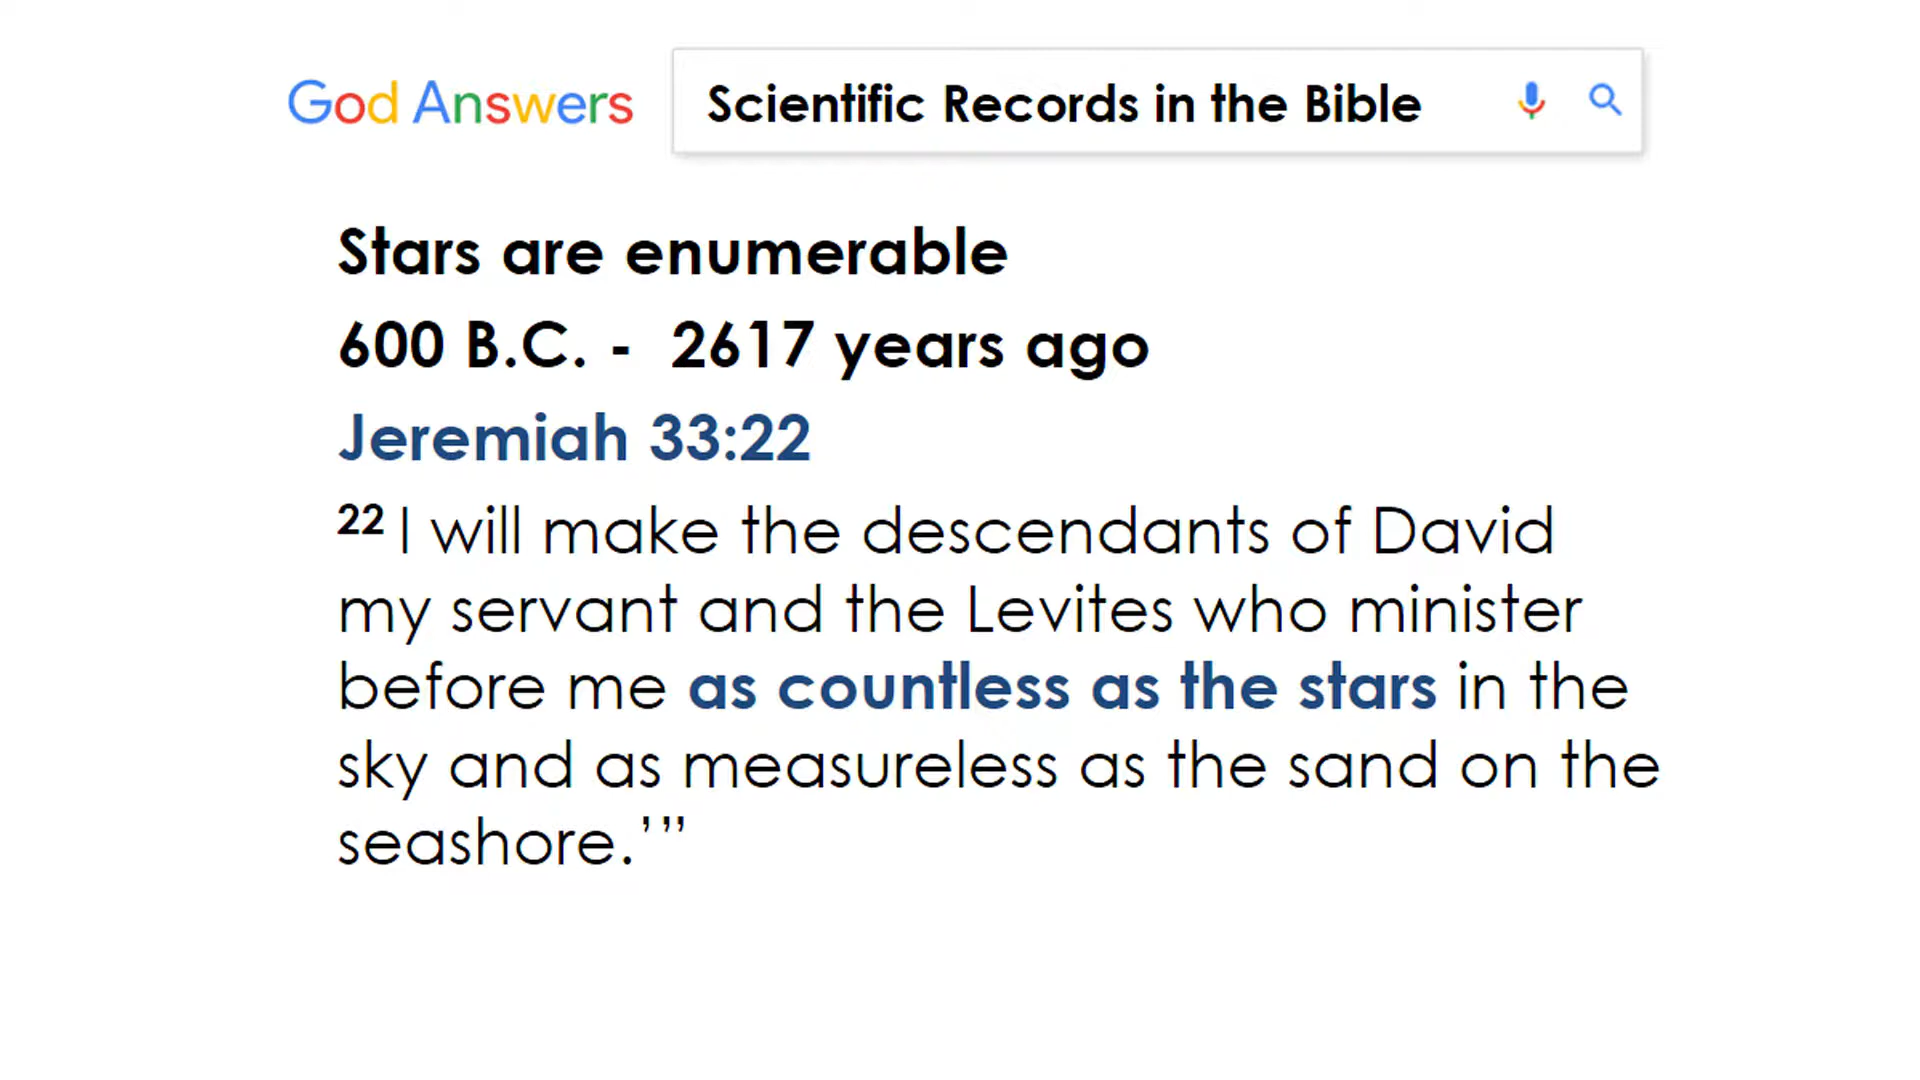 God Answers Scientific Records in the Bible
Stars are enumerable
600 B.C. - 2617 years ago
Jeremiah 33:22
22 I will make the descendants of David
my servant and the Levites who minister
before me as countless as the stars in the
sky and as measureless as the sand on the
seashore.’”